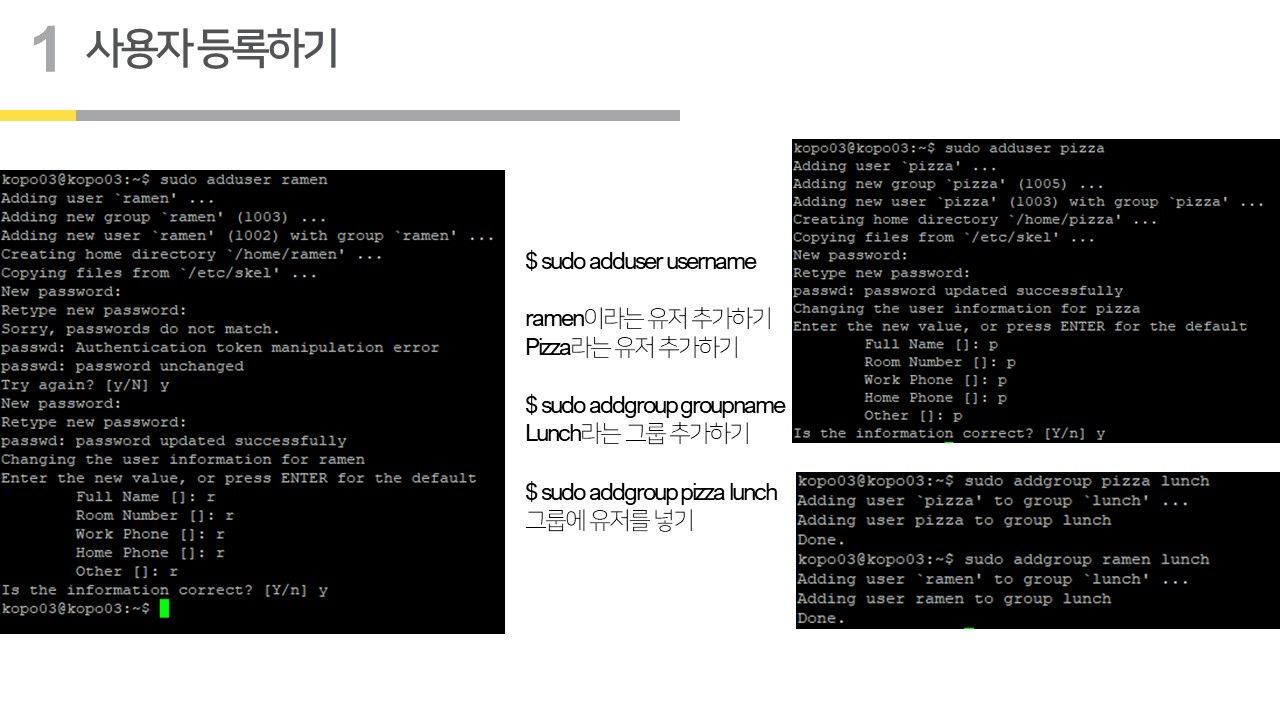 1 사용자 등록하기
kopo03@kopo03:~$ sudo adduser ramen
Adding user `ramen' ...
Adding new group `ramen' (1003) ...
Adding new user `ramen' (1002) with group `ramen' ...
Creating home directory `/home/ramen' ...
Copying files from `/etc/skel' ...
New password:
Retype new password:
Sorry, passwords do not match.
passwd: Authentication token manipulation error
passwd: password unchanged
Try again? [y/N] y
New password:
Retype new password:
passwd: password updated successfully
Changing the user information for ramen
Enter the new value, or press ENTER for the default
Full Name []: r
Room Number []: r
Work Phone []: r
Home Phone []: r
Other []: r
Is the information correct? [Y/n] y
kopo03@kopo03:~$
$ sudo adduser username
ramen이라는 유저 추가하기
Pizza라는 유저 추가하기
$ sudo addgroup groupname
Lunch라는 그룹 추가하기
$ sudo addgroup pizza lunch
그룹에 유저를 넣기
kopo03@kopo03:~$ sudo adduser pizza
Adding user `pizza' ...
Adding new group `pizza' (1005) ...
Adding new user `pizza' (1003) with group `pizza' ...
Creating home directory `/home/pizza' ...
Copying files from `/etc/skel' ...
New password:
Retype new password:
passwd: password updated successfully
Changing the user information for pizza
Enter the new value, or press ENTER for the default
Full Name []: p
Room Number []: p
Work Phone []: p
Home Phone []: p
Other []: p
Is the information correct? [Y/n] y
kopo03@kopo03:~$ sudo addgroup pizza lunch
Adding user `pizza' to group `lunch' ...
Adding user pizza to group lunch
Done.
kopo03@kopo03:~$ sudo addgroup ramen lunch
Adding user `ramen' to group `lunch' ...
Adding user ramen to group lunch
Done.